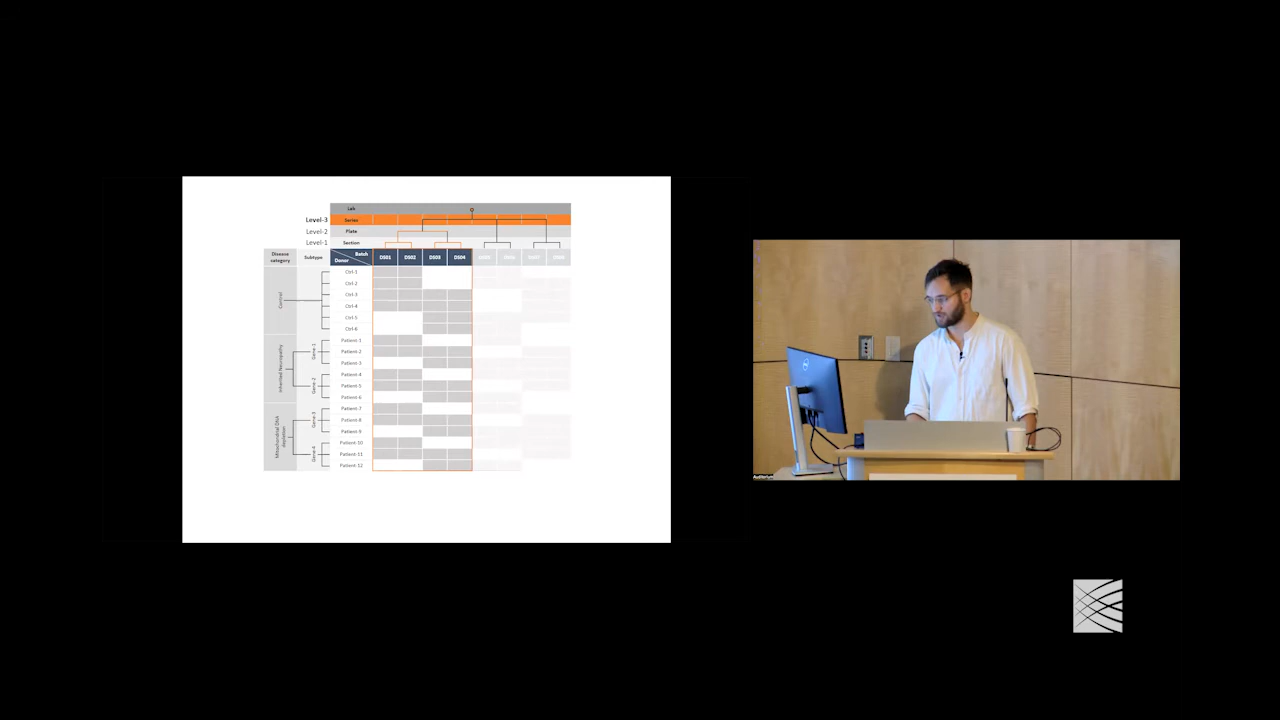 Lab
Level-3 Series
Level-2 Plate
Level-1 Section
Disease category Subtype Batch Donor DS01 DS02 DS03 DS04
Control
Ctrl-1
Ctrl-2
Ctrl-3
Ctrl-4
Ctrl-5
Ctrl-6
Inherited Neuropathy
Gene-1
Patient-1
Patient-2
Patient-3
Gene-2
Patient-4
Patient-5
Patient-6
Mitochondrial DNA depletion
Gene-3
Patient-7
Patient-8
Patient-9
Gene-4
Patient-10
Patient-11
Patient-12
Auditorium